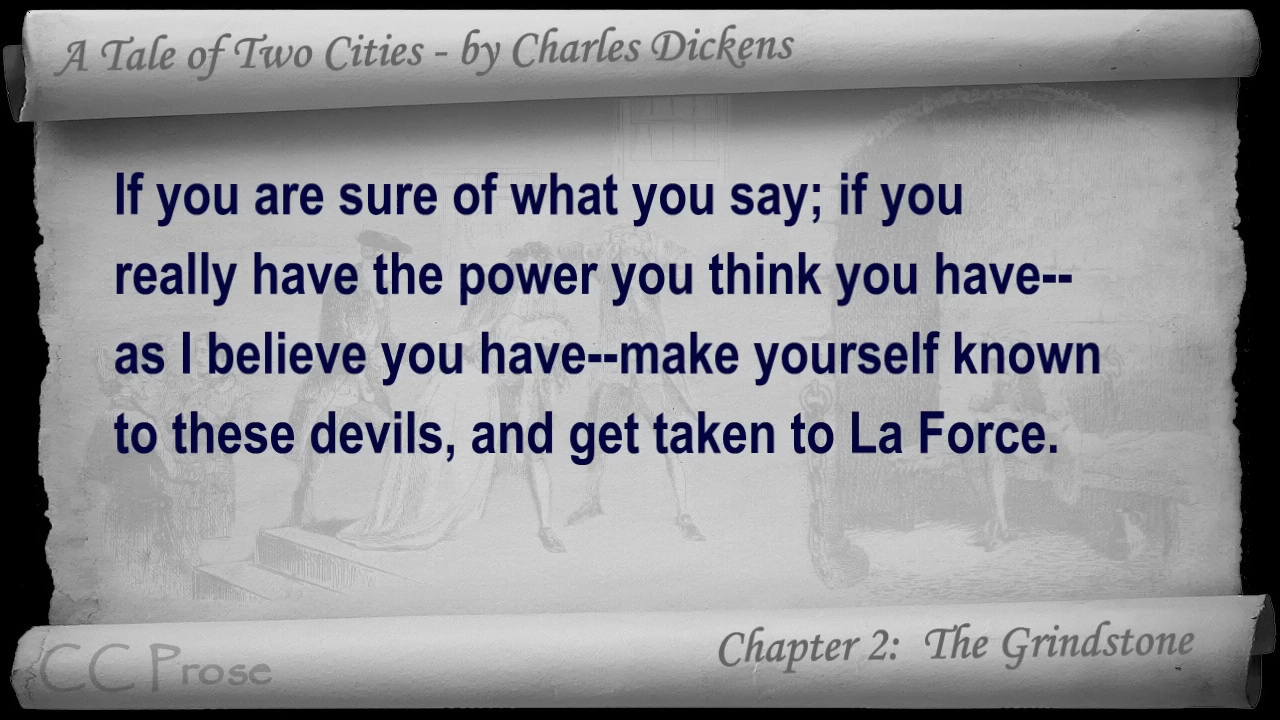 A Tale of Two Cities - by Charles Dickens
If you are sure of what you say; if you
really have the power you think you have--
as I believe you have--make yourself known
to these devils, and get taken to La Force.
Chapter 2: The Grindstone
CC Prose